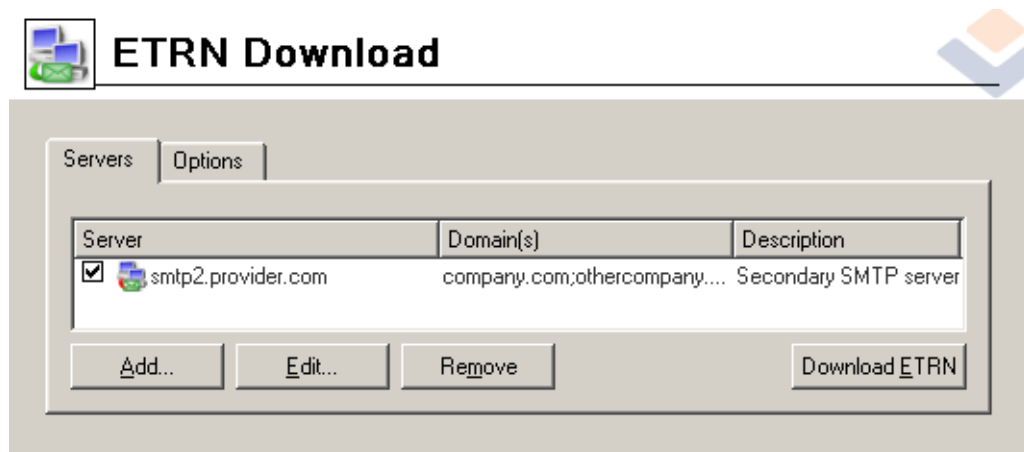 ETRN Download
Servers Options
Server Domain(s) Description
smtp2.provider.com company.com;othercompany.... Secondary SMTP server
Add... Edit... Remove Download ETRN